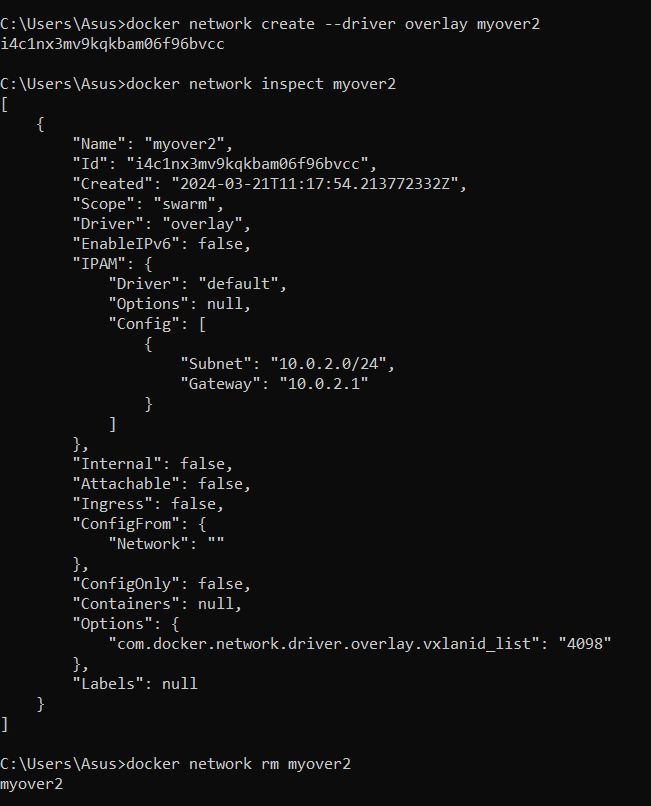 C:\Users\Asus>docker network create --driver overlay myover2
i4c1nx3mv9kqkbam06f96bvcc
C:\Users\Asus>docker network inspect myover2
[
    {
        "Name": "myover2",
        "Id": "i4c1nx3mv9kqkbam06f96bvcc",
        "Created": "2024-03-21T11:17:54.213772332Z",
        "Scope": "swarm",
        "Driver": "overlay",
        "EnableIPv6": false,
        "IPAM": {
            "Driver": "default",
            "Options": null,
            "Config": [
                {
                    "Subnet": "10.0.2.0/24",
                    "Gateway": "10.0.2.1"
                }
            ]
        },
        "Internal": false,
        "Attachable": false,
        "Ingress": false,
        "ConfigFrom": {
            "Network": ""
        },
        "ConfigOnly": false,
        "Containers": null,
        "Options": {
            "com.docker.network.driver.overlay.vxlanid_list": "4098"
        },
        "Labels": null
    }
]
C:\Users\Asus>docker network rm myover2
myover2